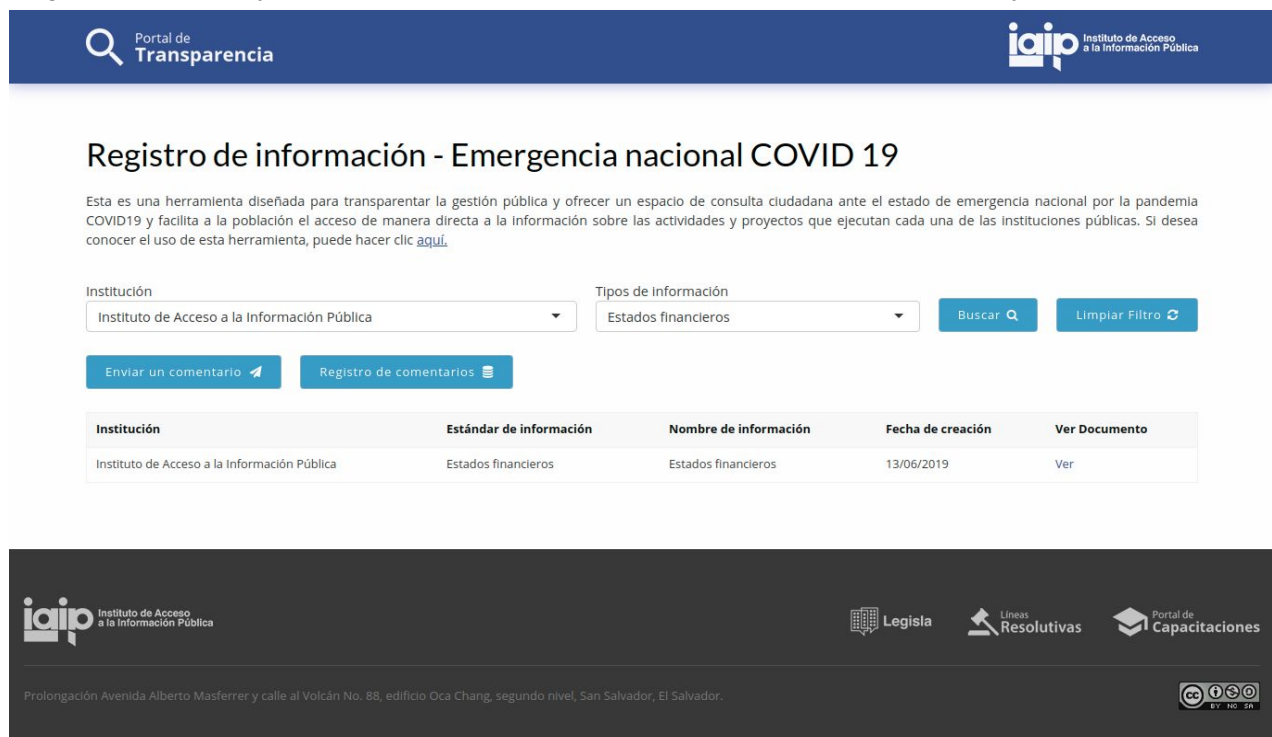 Portal de
Transparencia
iaip Instituto de Acceso
a la Información Pública
Registro de información - Emergencia nacional COVID 19
Esta es una herramienta diseñada para transparentar la gestión pública y ofrecer un espacio de consulta ciudadana ante el estado de emergencia nacional por la pandemia
COVID19 y facilita a la población el acceso de manera directa a la información sobre las actividades y proyectos que ejecutan cada una de las instituciones públicas. Si desea
conocer el uso de esta herramienta, puede hacer clic aquí.
Institución Tipos de información
Instituto de Acceso a la Información Pública Estados financieros Buscar Limpiar Filtro
Enviar un comentario Registro de comentarios
Institución Estándar de información Nombre de información Fecha de creación Ver Documento
Instituto de Acceso a la Información Pública Estados financieros Estados financieros 13/06/2019 Ver
iaip Instituto de Acceso
a la Información Pública
Legisla
Líneas
Resolutivas
Portal de
Capacitaciones
Prolongación Avenida Alberto Masferrer y calle al Volcán No. 88, edificio Oca Chang, segundo nivel, San Salvador, El Salvador.
cc
BY NC SA